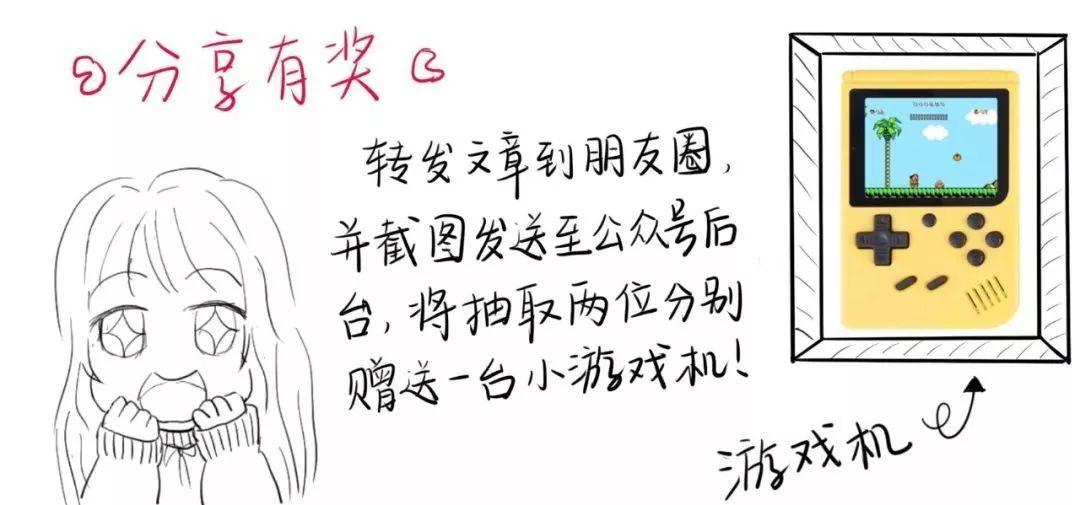 分享有奖
转发文章到朋友圈,
并截图发送至公众号后
台,将抽取两位分别
赠送一台小游戏机!
游戏机